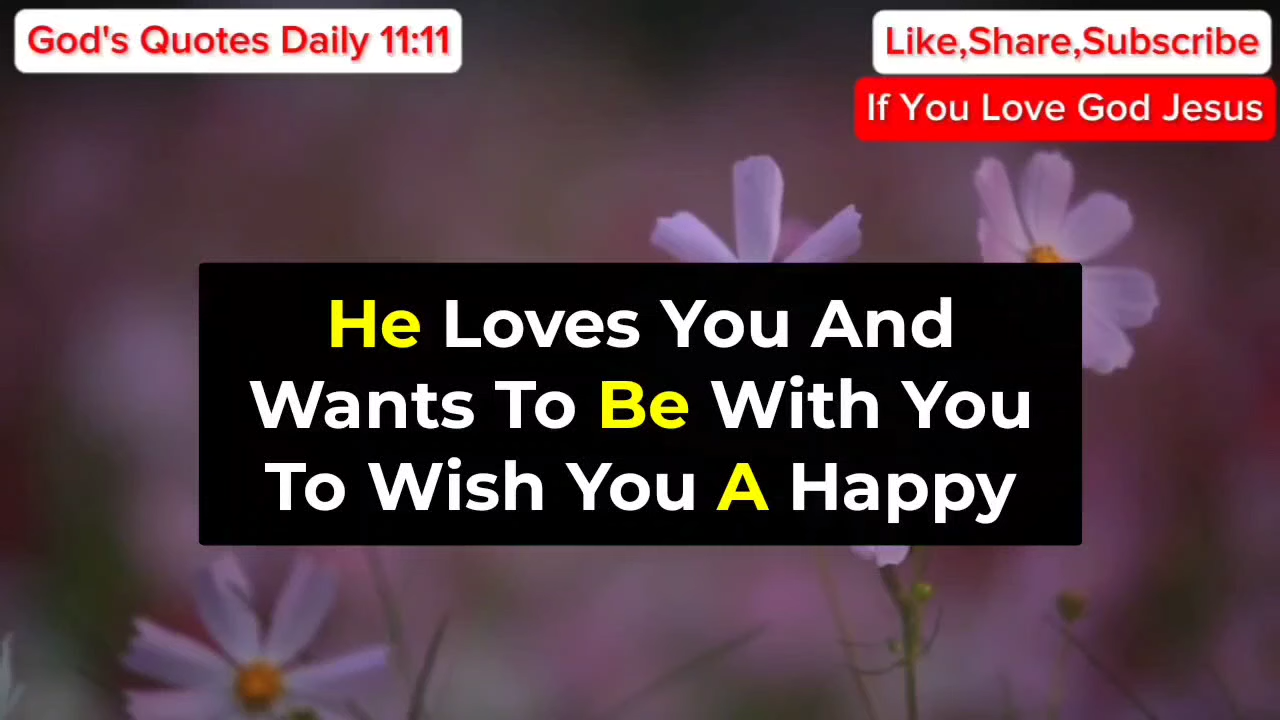 God's Quotes Daily 11:11
Like,Share,Subscribe
If You Love God Jesus
He Loves You And
Wants To Be With You
To Wish You A Happy